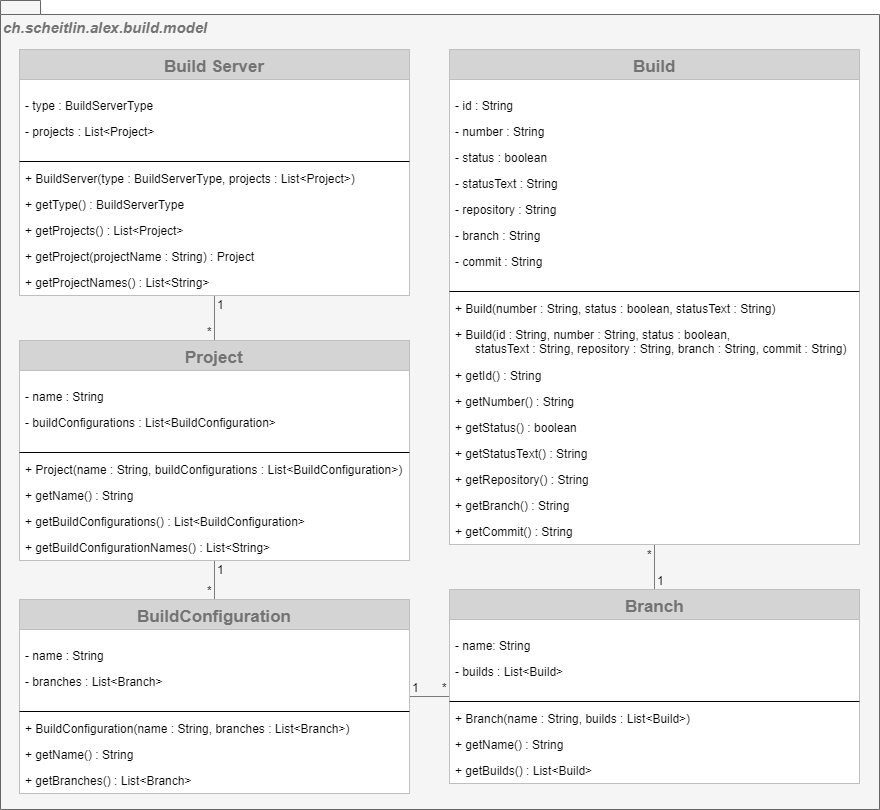 ch.scheitlin.alex.build.model
Build Server
- type : BuildServerType
- projects : List<Project>
+ BuildServer(type : BuildServerType, projects : List<Project>)
+ getType() : BuildServerType
+ getProjects() : List<Project>
+ getProject(projectName : String) : Project
+ getProjectNames() : List<String>
1
*
Project
- name : String
- buildConfigurations : List<BuildConfiguration>
+ Project(name : String, buildConfigurations : List<BuildConfiguration>)
+ getName() : String
+ getBuildConfigurations() : List<BuildConfiguration>
+ getBuildConfigurationNames() : List<String>
1
*
BuildConfiguration
- name : String
- branches : List<Branch>
+ BuildConfiguration(name : String, branches : List<Branch>)
+ getName() : String
+ getBranches() : List<Branch>
1 *
Build
- id : String
- number : String
- status : boolean
- statusText : String
- repository : String
- branch : String
- commit : String
+ Build(number : String, status : boolean, statusText : String)
+ Build(id : String, number : String, status : boolean,
statusText : String, repository : String, branch : String, commit : String)
+ getId() : String
+ getNumber() : String
+ getStatus() : boolean
+ getStatusText() : String
+ getRepository() : String
+ getBranch() : String
+ getCommit() : String
*
1
Branch
- name: String
- builds : List<Build>
+ Branch(name : String, builds : List<Build>)
+ getName() : String
+ getBuilds() : List<Build>